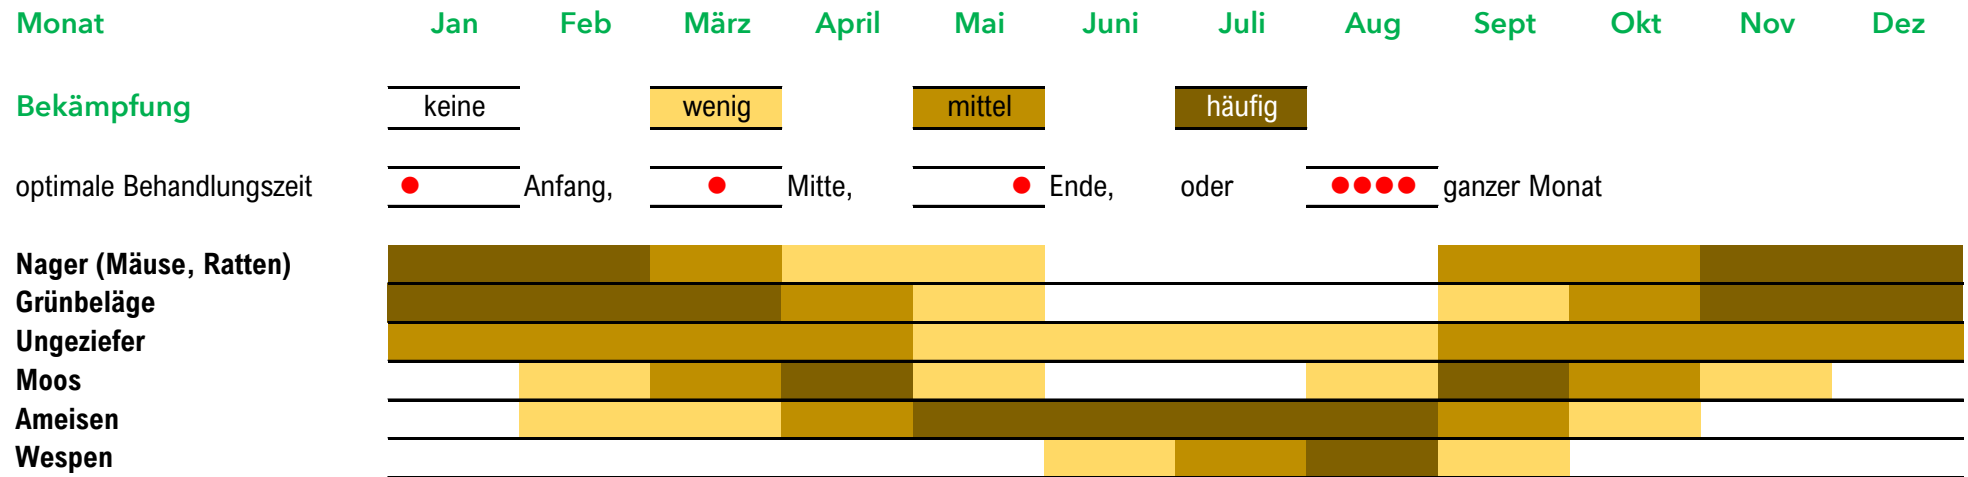 Monat Jan Feb März April Mai Juni Juli Aug Sept Okt Nov Dez
Bekämpfung keine wenig mittel häufig
optimale Behandlungszeit Anfang, Mitte, Ende, oder ganzer Monat
Nager (Mäuse, Ratten)
Grünbeläge
Ungeziefer
Moos
Ameisen
Wespen